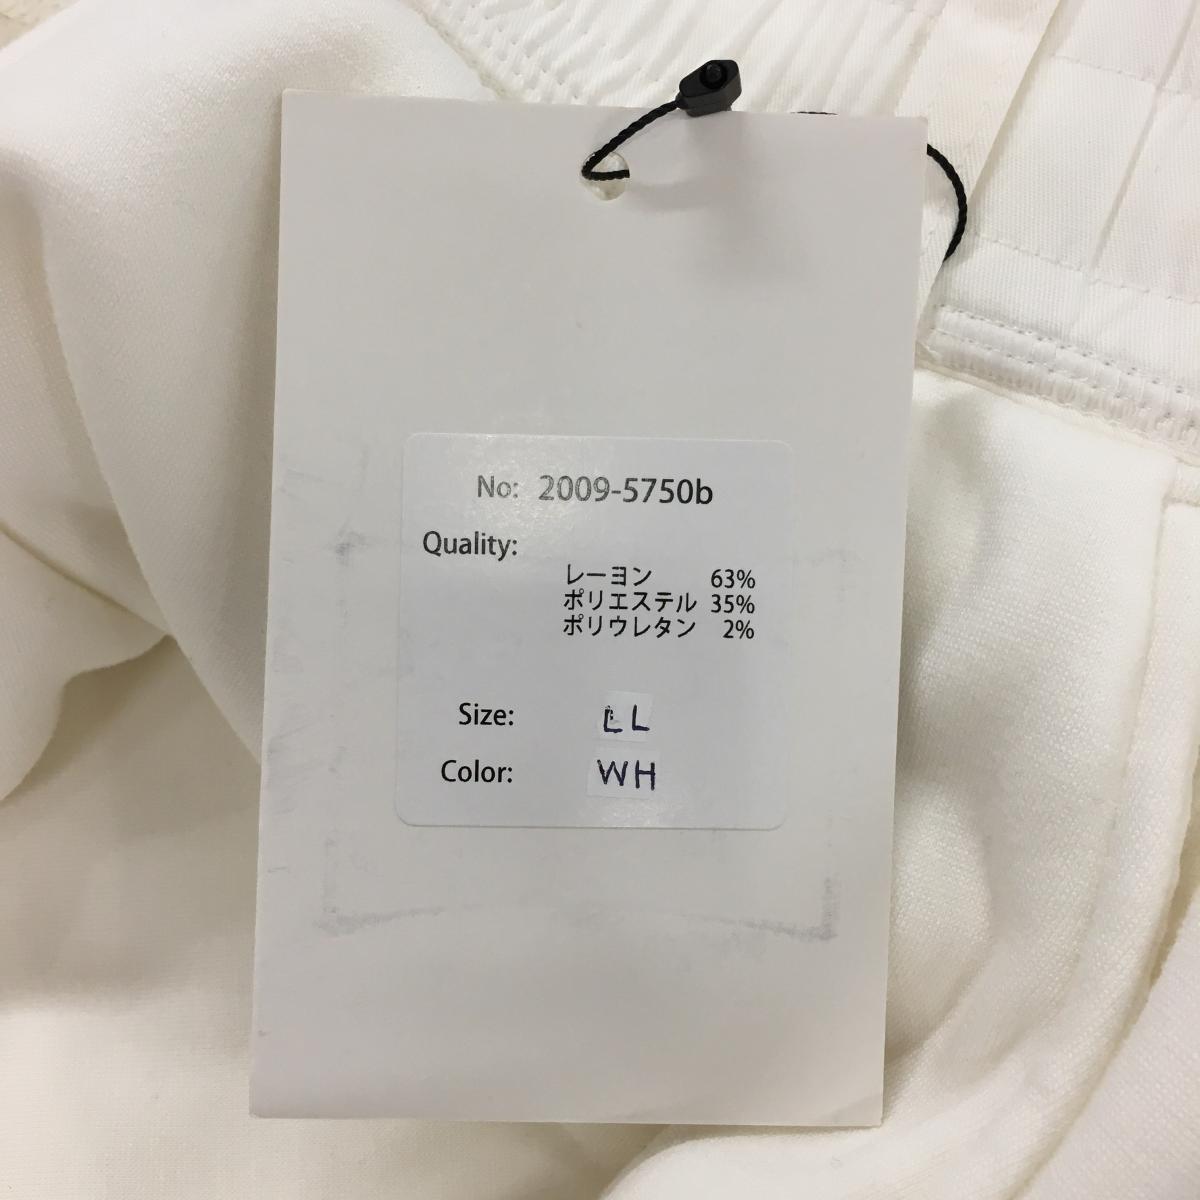 No: 2009-5750b
Quality:
レーヨン 63%
ポリエステル 35%
ポリウレタン 2%
Size: LL
Color: WH